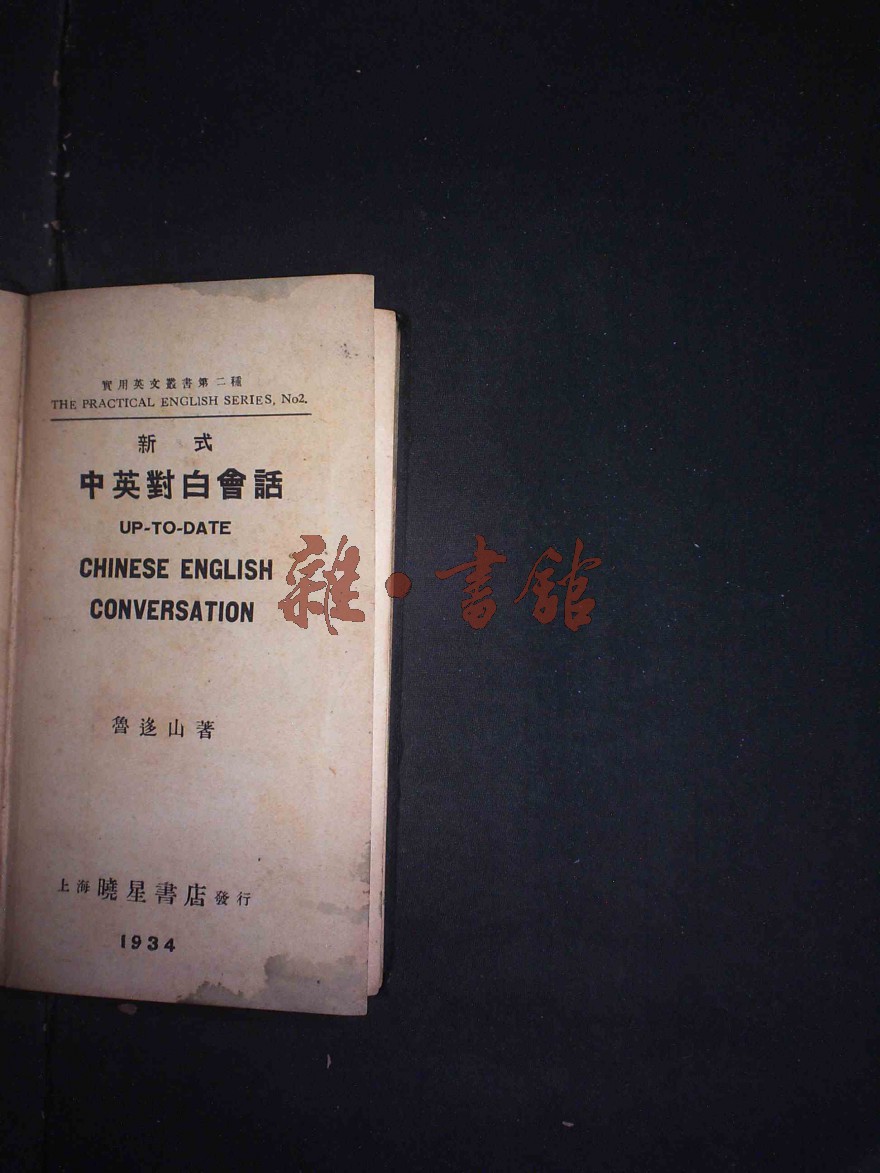 實用英文叢書第二種
THE PRACTICAL ENGLISH SERIES, No2.
新式
中英對白會話
UP-TO-DATE
CHINESE ENGLISH
CONVERSATION
雜·書館
魯迻山著
上海曉星書店發行
1934